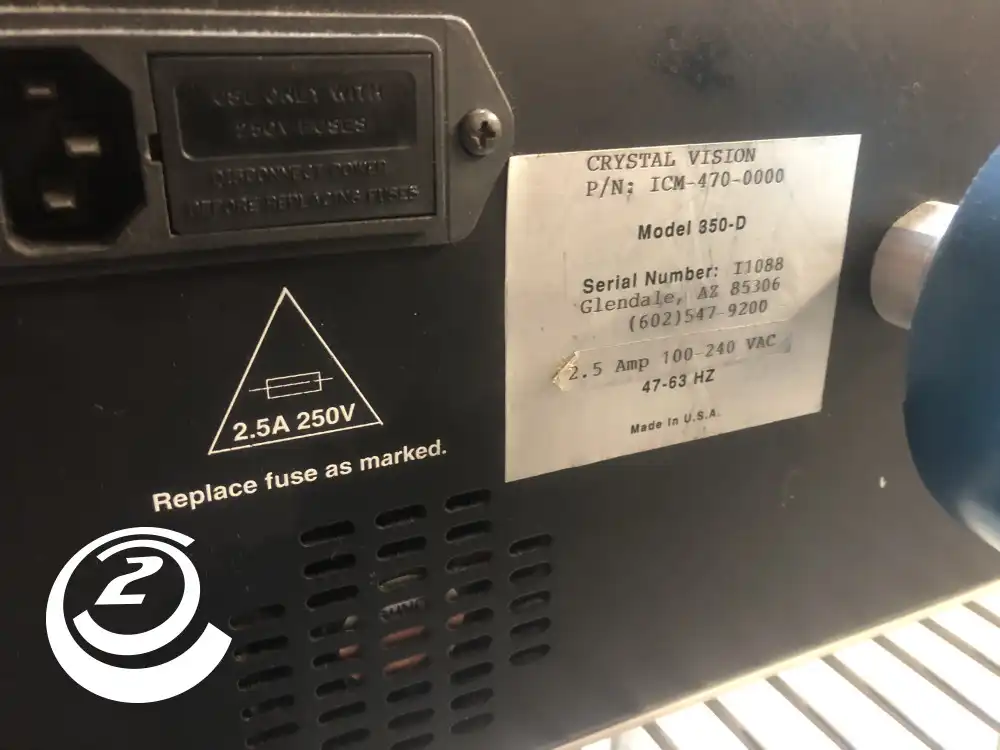 USE ONLY WITH
250V FUSES
DISCONNECT POWER
BEFORE REPLACING FUSES
CRYSTAL VISION
P/N: ICM-470-0000
Model 350-D
Serial Number: I1088
Glendale, AZ 85306
(602)547-9200
2.5 Amp 100-240 VAC
47-63 HZ
Made In U.S.A.
2.5A 250V
Replace fuse as marked.
2